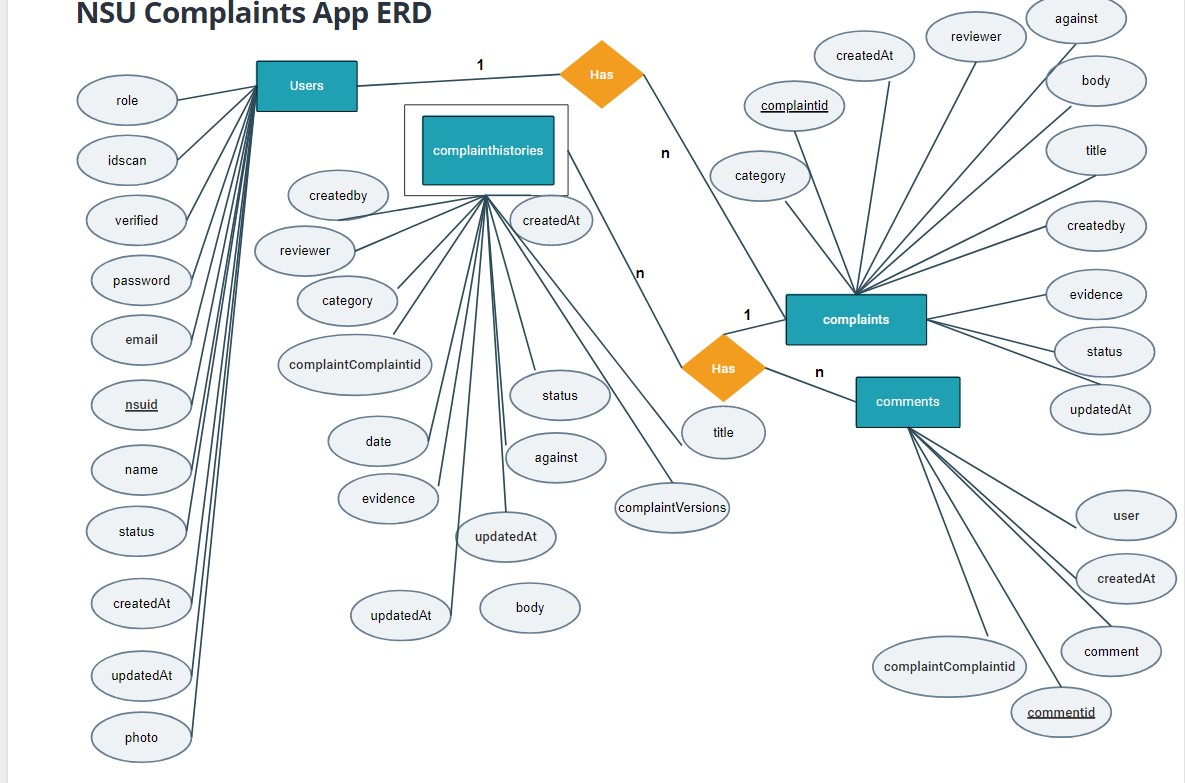 NSU Complaints App ERD
Users
1
Has
role
idscan
verified
password
email
nsuid
name
status
createdAt
updatedAt
photo
complainthistories
createdby
createdAt
reviewer
category
complaintComplaintid
date
evidence
updatedAt
updatedAt
body
status
against
complaintVersions
title
n
n
1
Has
n
complaints
category
complaintid
createdAt
reviewer
against
body
title
createdby
evidence
status
updatedAt
comments
user
createdAt
comment
commentid
complaintComplaintid